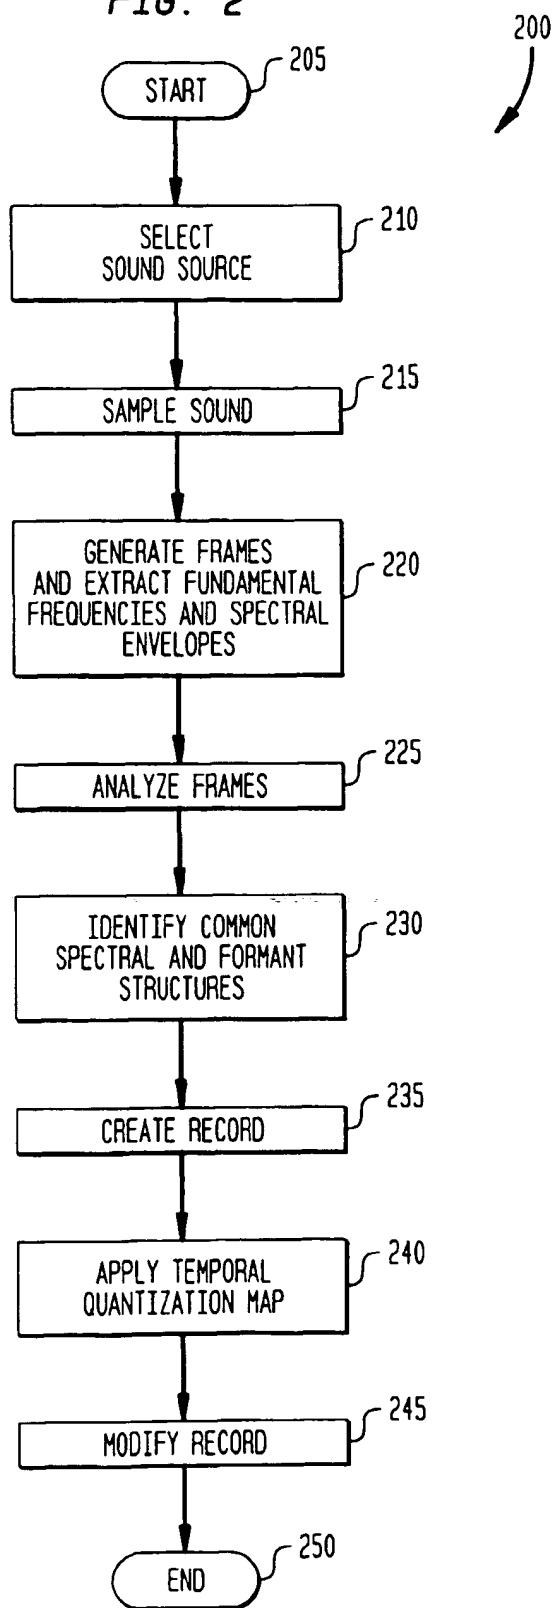 FIG. 2
200
START
205
SELECT
SOUND SOURCE
210
SAMPLE SOUND
215
GENERATE FRAMES
AND EXTRACT FUNDAMENTAL
FREQUENCIES AND SPECTRAL
ENVELOPES
220
ANALYZE FRAMES
225
IDENTIFY COMMON
SPECTRAL AND FORMANT
STRUCTURES
230
CREATE RECORD
235
APPLY TEMPORAL
QUANTIZATION MAP
240
MODIFY RECORD
245
END
250